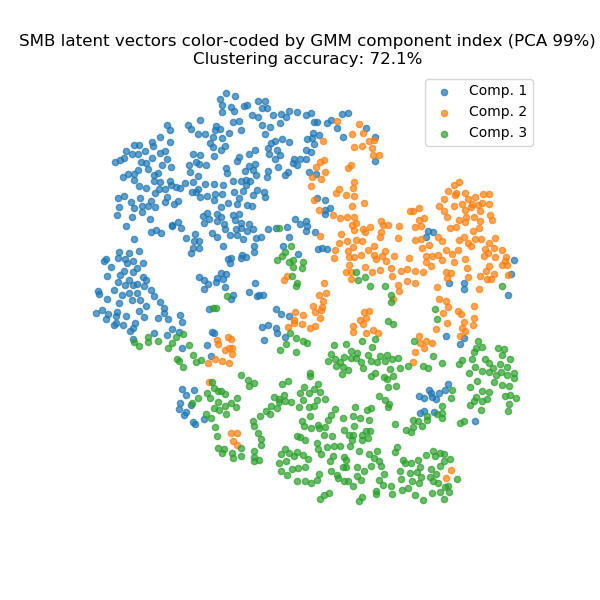 SMB latent vectors color-coded by GMM component index (PCA 99%)
Clustering accuracy: 72.1%
Comp. 1
Comp. 2
Comp. 3